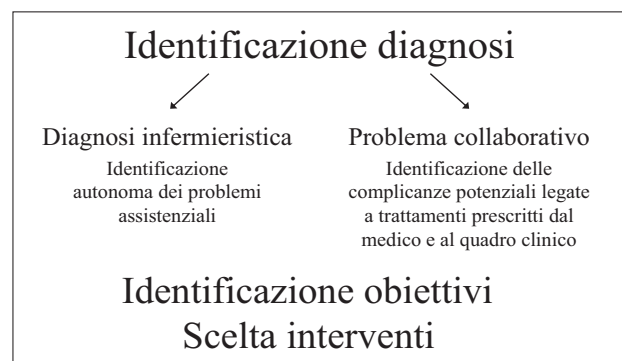 Identificazione diagnosi
Diagnosi infermieristica
Identificazione
autonoma dei problemi
assistenziali
Problema collaborativo
Identificazione delle
complicanze potenziali legate
a trattamenti prescritti dal
medico e al quadro clinico
Identificazione obiettivi
Scelta interventi